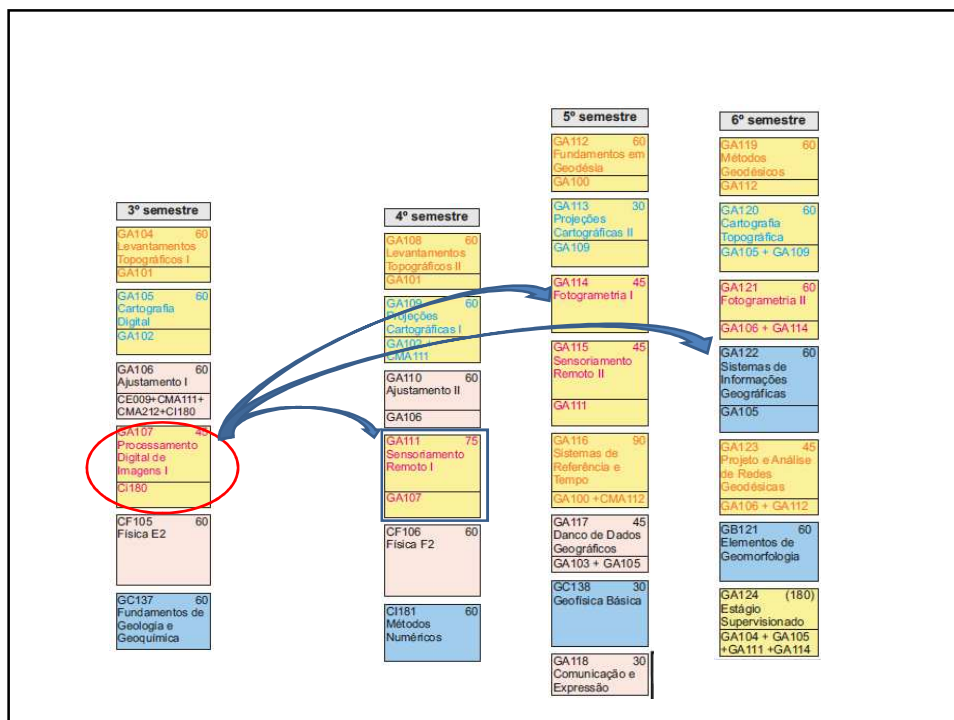 3º semestre
GA104 60
Levantamentos
Topográficos I
GA101
GA105 60
Cartografia
Digital
GA102
GA106 60
Ajustamento I
CE009+CMA111+
CMA212+CI180
GA107 45
Processamento
Digital de
Imagens I
Ci180
CF105 60
Física E2
GC137 60
Fundamentos de
Geologia e
Geoquímica
4º semestre
GA108 60
Levantamentos
Topográficos II
GA101
GA109 60
Projeções
Cartográficas I
GA102 +
CMA111
GA110 60
Ajustamento II
GA106
GA111 75
Sensoriamento
Remoto I
GA107
CF106 60
Física F2
CI181 60
Métodos
Numéricos
5º semestre
GA112 60
Fundamentos em
Geodésia
GA100
GA113 30
Projeções
Cartográficas II
GA109
GA114 45
Fotogrametria I
GA115 45
Sensoriamento
Remoto II
GA111
GA116 90
Sistemas de
Referência e
Tempo
GA100 +CMA112
GA117 45
Danco de Dados
Geográficos
GA103 + GA105
GC138 30
Geofísica Básica
GA118 30
Comunicação e
Expressão
6º semestre
GA119 60
Métodos
Geodésicos
GA112
GA120 60
Cartografia
Topográfica
GA105 + GA109
GA121 60
Fotogrametria II
GA106 + GA114
GA122 60
Sistemas de
Informações
Geográficas
GA105
GA123 45
Projeto e Análise
de Redes
Geodésicas
GA106 + GA112
GB121 60
Elementos de
Geomorfologia
GA124 (180)
Estágio
Supervisionado
GA104 + GA105
+GA111 +GA114